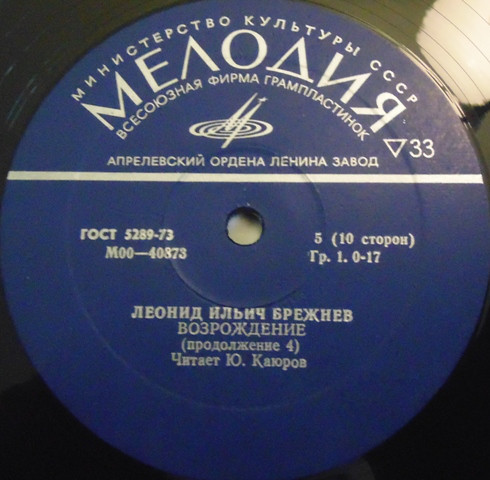 МИНИСТЕРСТВО КУЛЬТУРЫ СССР
МЕЛОДИЯ
ВСЕСОЮЗНАЯ ФИРМА ГРАМПЛАСТИНОК
▽33
АПРЕЛЕВСКИЙ ОРДЕНА ЛЕНИНА ЗАВОД
ГОСТ 5289-73
М00—40873
5 (10 сторон)
Гр. 1. 0-17
ЛЕОНИД ИЛЬИЧ БРЕЖНЕВ
ВОЗРОЖДЕНИЕ
(продолжение 4)
Читает Ю. Каюров